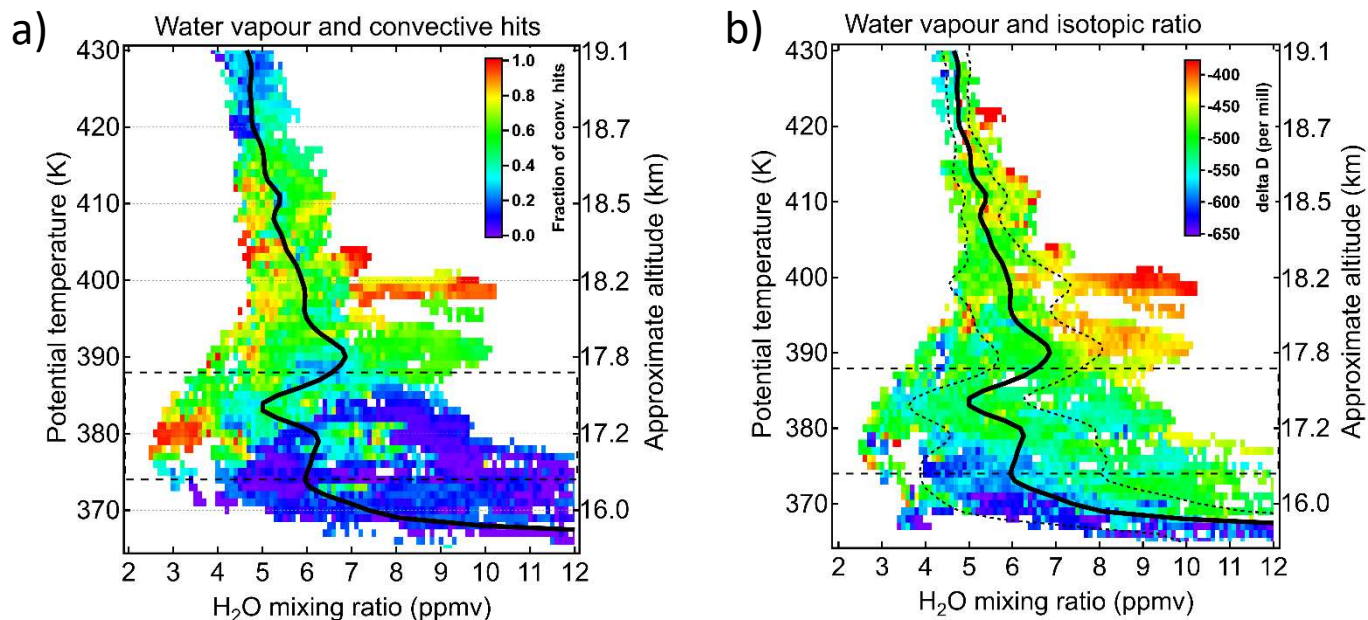 a)
Water vapour and convective hits
430
420
410
400
390
380
370
Potential temperature (K)
19.1
18.7
18.5
18.2
17.8
17.2
16.0
Approximate altitude (km)
1.0
0.8
0.6
0.4
0.2
0.0
Fraction of conv. hits
2 3 4 5 6 7 8 9 10 11 12
H₂O mixing ratio (ppmv)
b)
Water vapour and isotopic ratio
430
420
410
400
390
380
370
Potential temperature (K)
19.1
18.7
18.5
18.2
17.8
17.2
16.0
Approximate altitude (km)
-400
-450
-500
-550
-600
-650
delta D (per mill)
2 3 4 5 6 7 8 9 10 11 12
H₂O mixing ratio (ppmv)